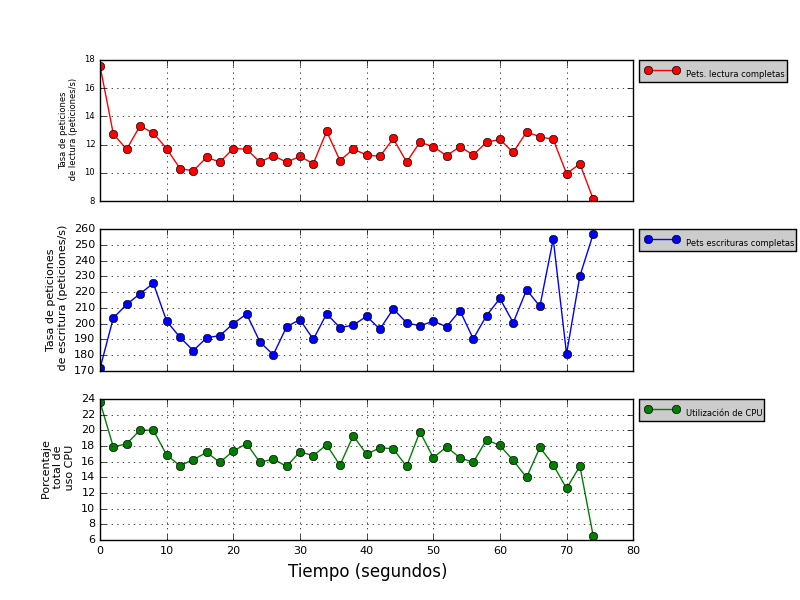 18
16
14
12
10
8
Tasa de peticiones
de lectura (peticiones/s)
Pets. lectura completas
260
250
240
230
220
210
200
190
180
170
Tasa de peticiones
de escritura (peticiones/s)
Pets escrituras completas
24
22
20
18
16
14
12
10
8
6
Porcentaje
total de
uso CPU
Utilización de CPU
0 10 20 30 40 50 60 70 80
Tiempo (segundos)